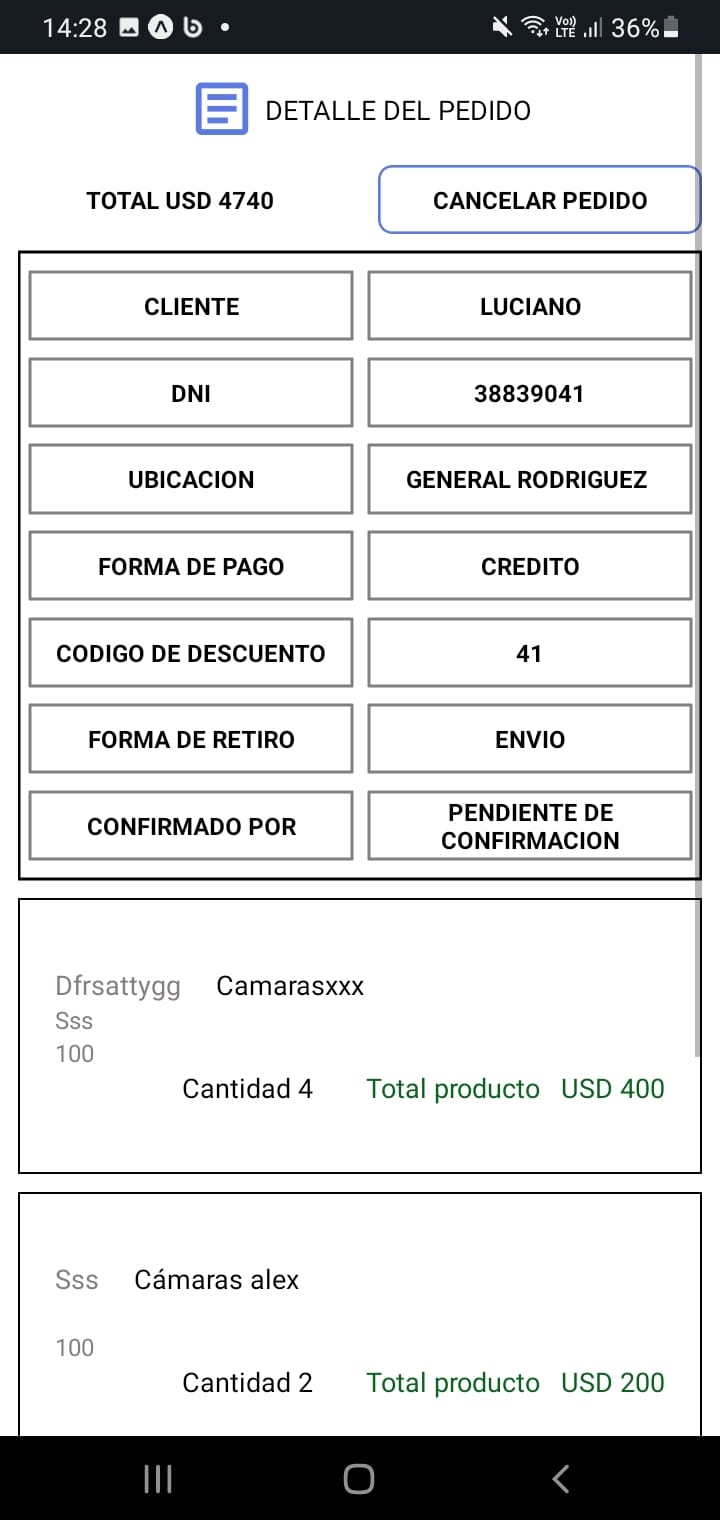 14:28
Vo)) LTE 36%
DETALLE DEL PEDIDO
TOTAL USD 4740 CANCELAR PEDIDO
CLIENTE LUCIANO
DNI 38839041
UBICACION GENERAL RODRIGUEZ
FORMA DE PAGO CREDITO
CODIGO DE DESCUENTO 41
FORMA DE RETIRO ENVIO
CONFIRMADO POR PENDIENTE DE
CONFIRMACION
Dfrsattygg Camarasxxx
Sss
100
Cantidad 4 Total producto USD 400
Sss Cámaras alex
100
Cantidad 2 Total producto USD 200